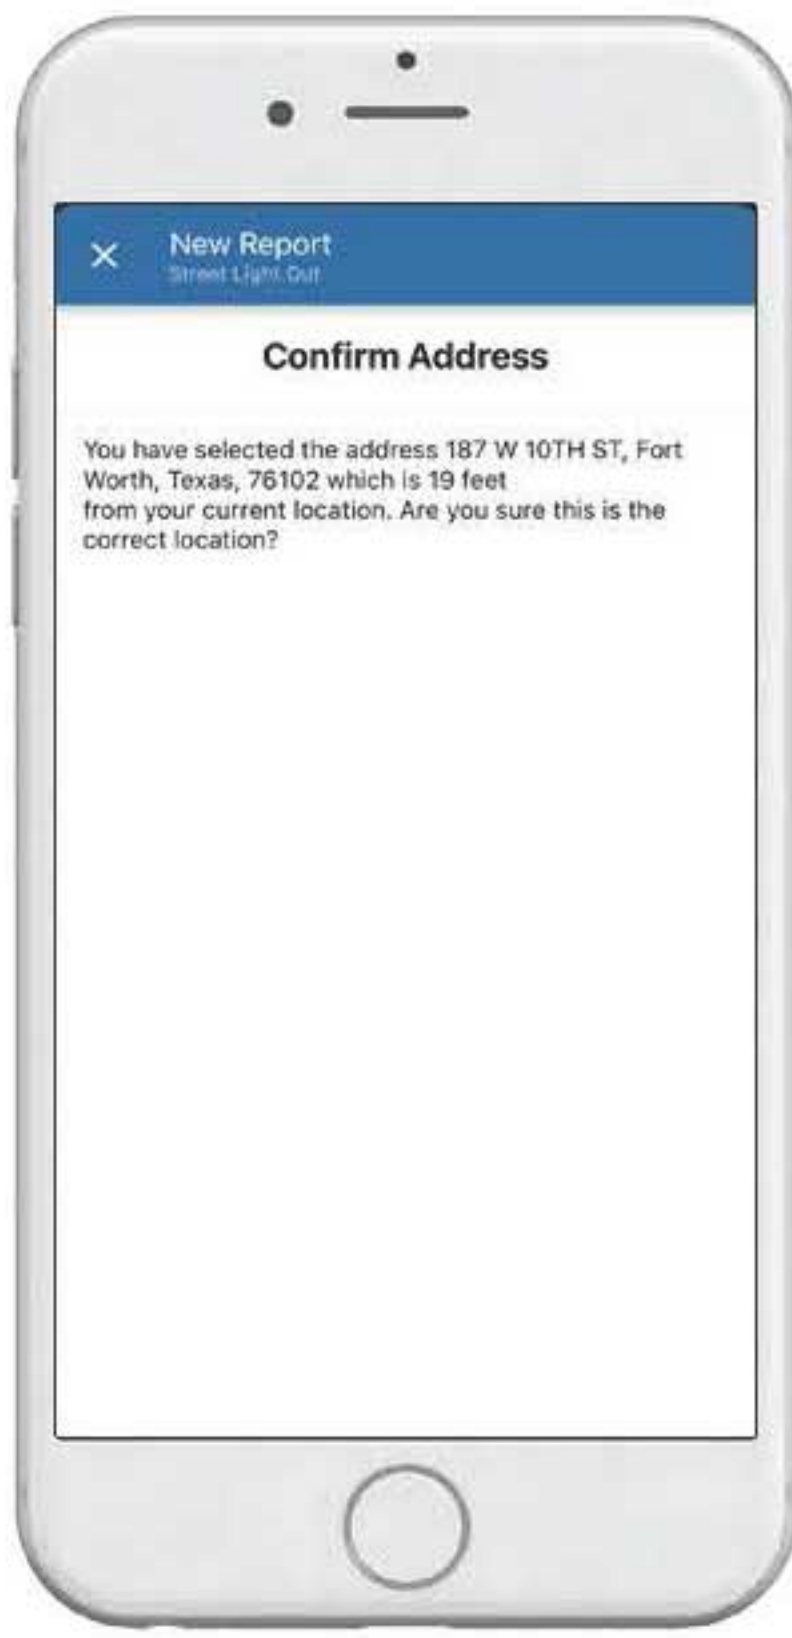 New Report
Street Light Out
Confirm Address
You have selected the address 187 W 10TH ST, Fort
Worth, Texas, 76102 which is 19 feet
from your current location. Are you sure this is the
correct location?